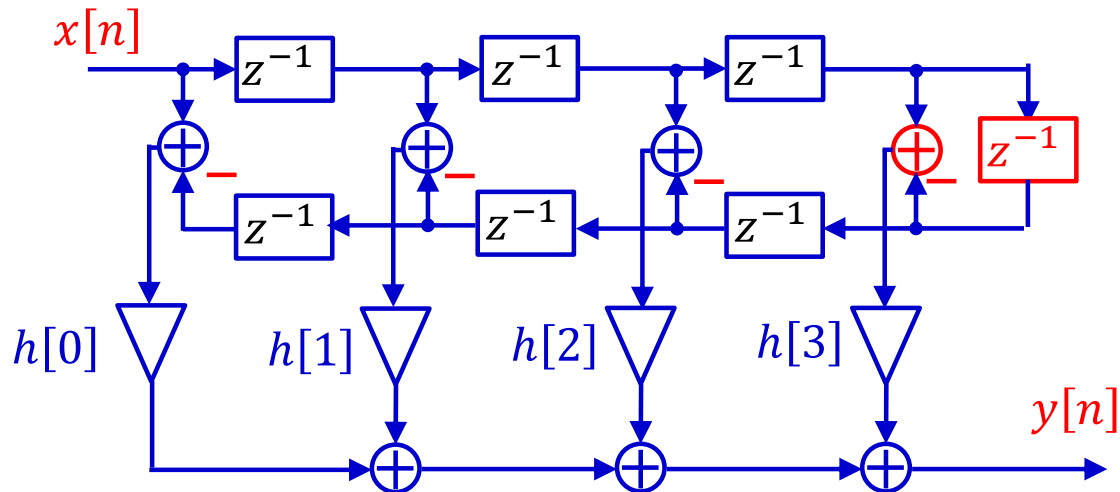 x[n]
z⁻¹ z⁻¹ z⁻¹
z⁻¹
− − − −
z⁻¹ z⁻¹ z⁻¹
h[0] h[1] h[2] h[3]
y[n]